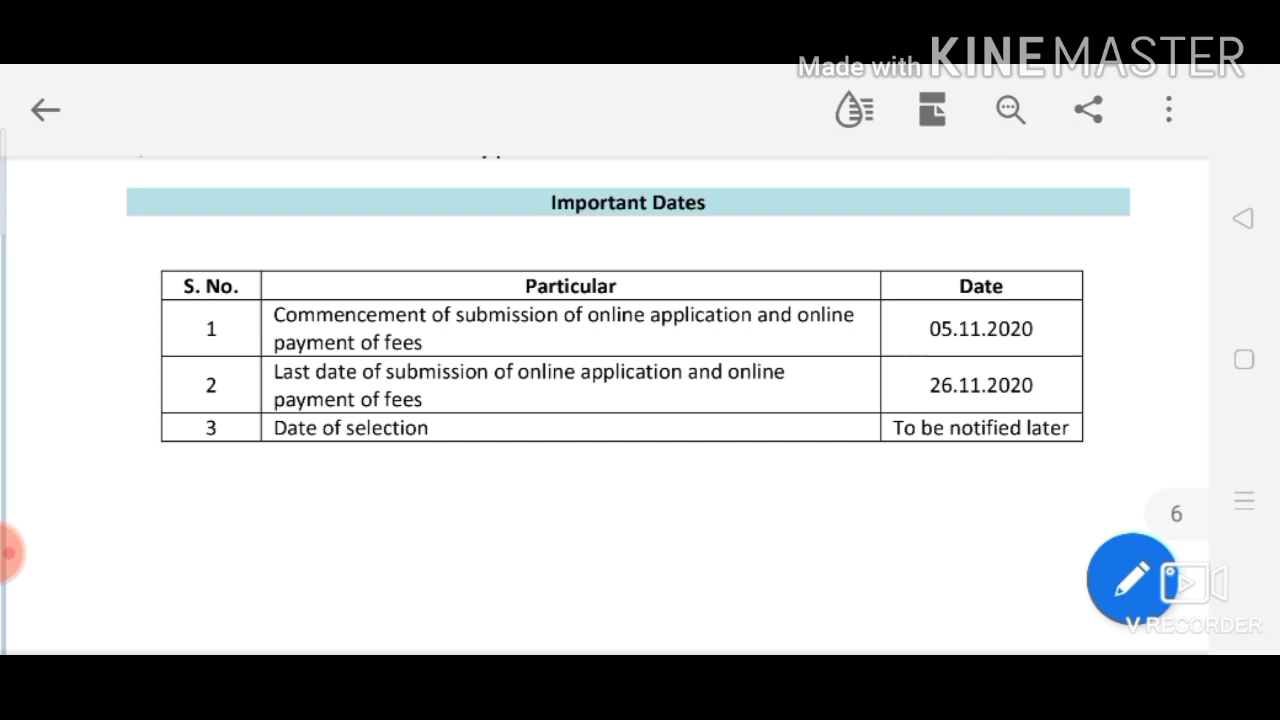 Made with KINEMASTER
Important Dates
S. No. Particular Date
1 Commencement of submission of online application and online payment of fees 05.11.2020
2 Last date of submission of online application and online payment of fees 26.11.2020
3 Date of selection To be notified later
6
V RECORDER